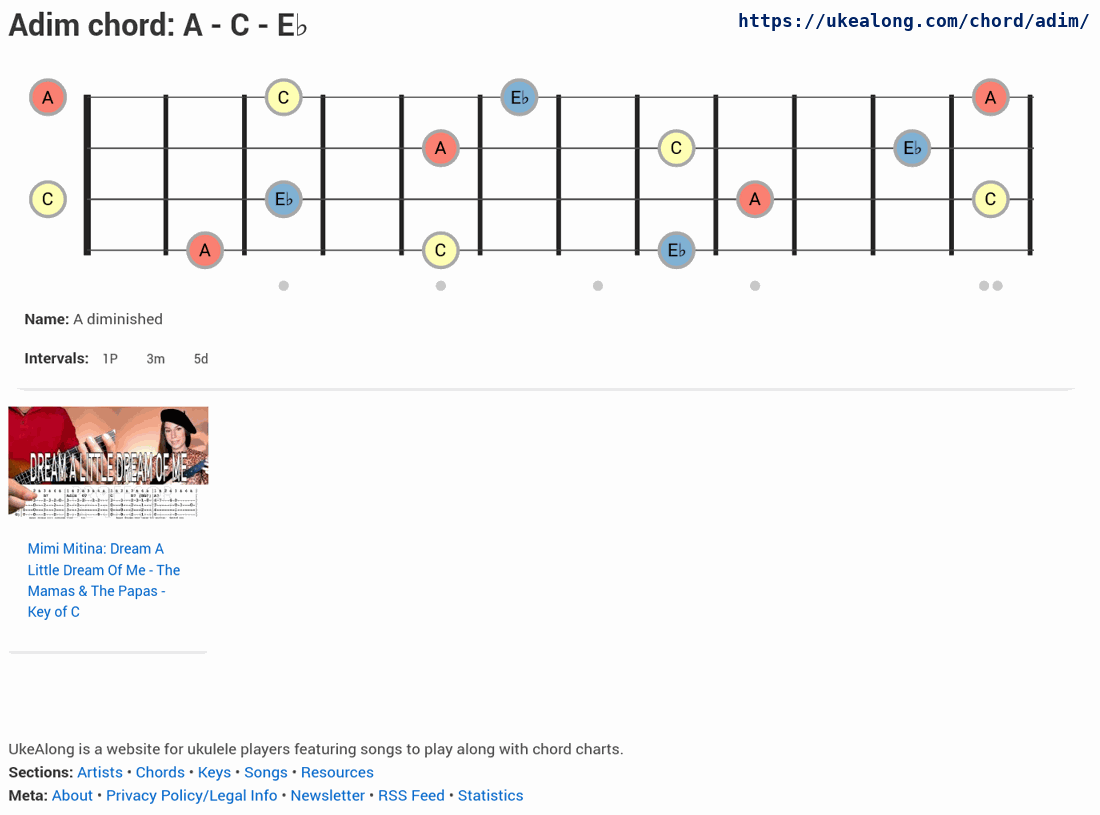 Adim chord: A - C - E♭
https://ukealong.com/chord/adim/
A C E♭ A
A C E♭
C E♭ A C
A C E♭
Name: A diminished
Intervals: 1P 3m 5d
DREAM A LITTLE DREAM OF ME
Mimi Mitina: Dream A
Little Dream Of Me - The
Mamas & The Papas -
Key of C
UkeAlong is a website for ukulele players featuring songs to play along with chord charts.
Sections: Artists • Chords • Keys • Songs • Resources
Meta: About • Privacy Policy/Legal Info • Newsletter • RSS Feed • Statistics